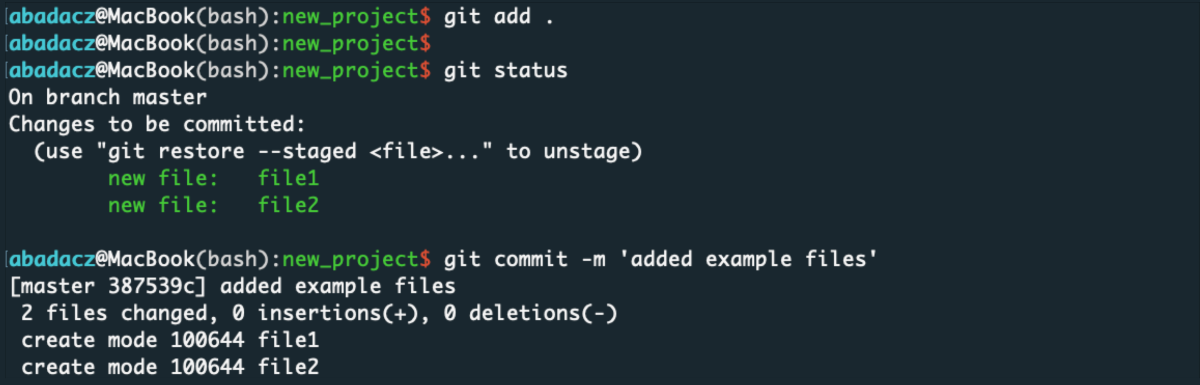 abadacz@MacBook(bash):new_project$ git add .
abadacz@MacBook(bash):new_project$
abadacz@MacBook(bash):new_project$ git status
On branch master
Changes to be committed:
  (use "git restore --staged <file>..." to unstage)
        new file:   file1
        new file:   file2

abadacz@MacBook(bash):new_project$ git commit -m 'added example files'
[master 387539c] added example files
 2 files changed, 0 insertions(+), 0 deletions(-)
 create mode 100644 file1
 create mode 100644 file2